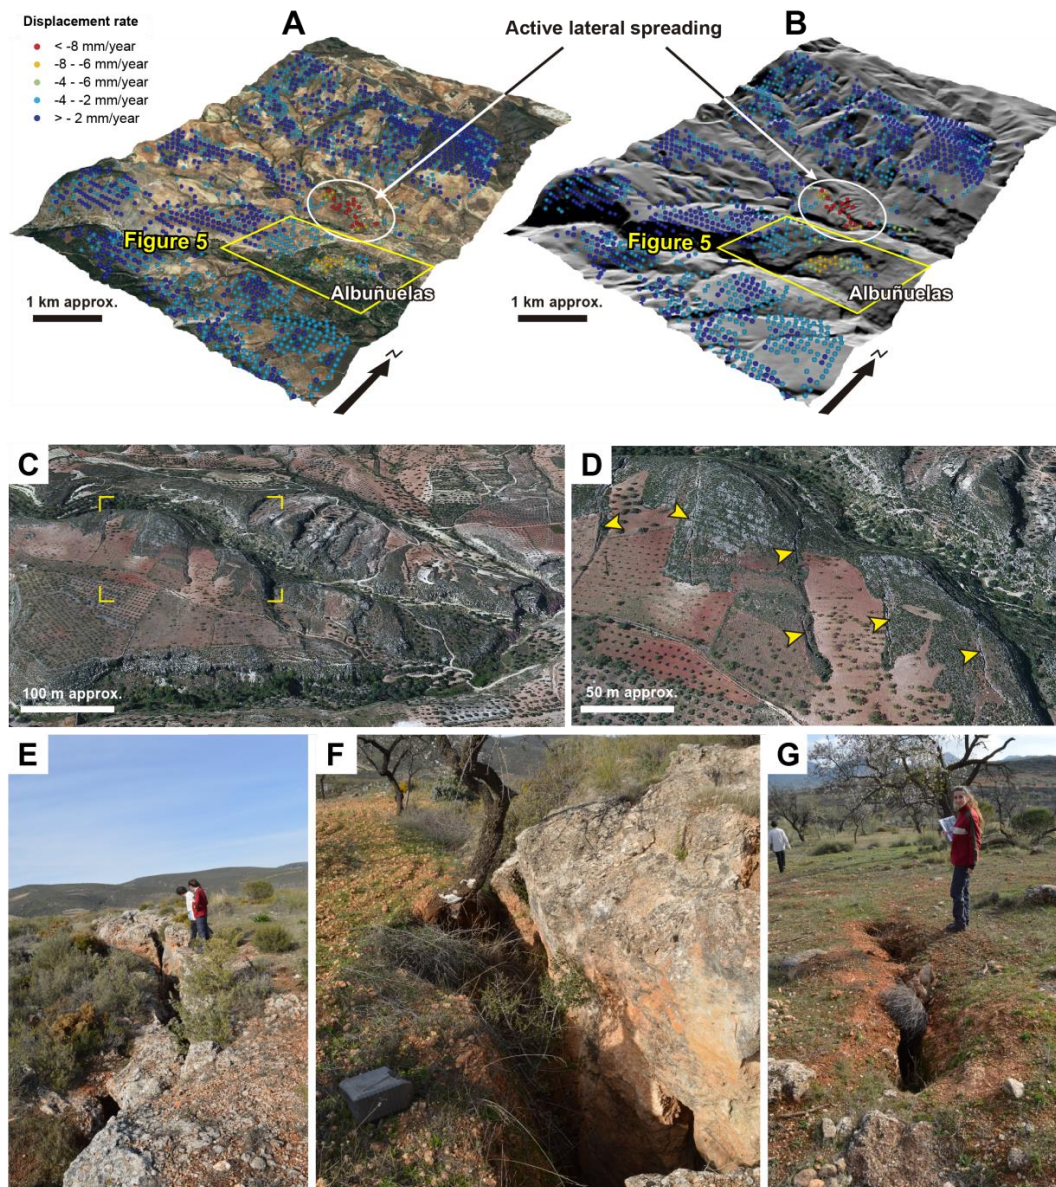 Displacement rate
< -8 mm/year
-8 - -6 mm/year
-4 - -6 mm/year
-4 - -2 mm/year
> - 2 mm/year
A
Active lateral spreading
B
Figure 5
Albuñuelas
1 km approx.
N
Figure 5
Albuñuelas
1 km approx.
N
C
100 m approx.
D
50 m approx.
E
F
G